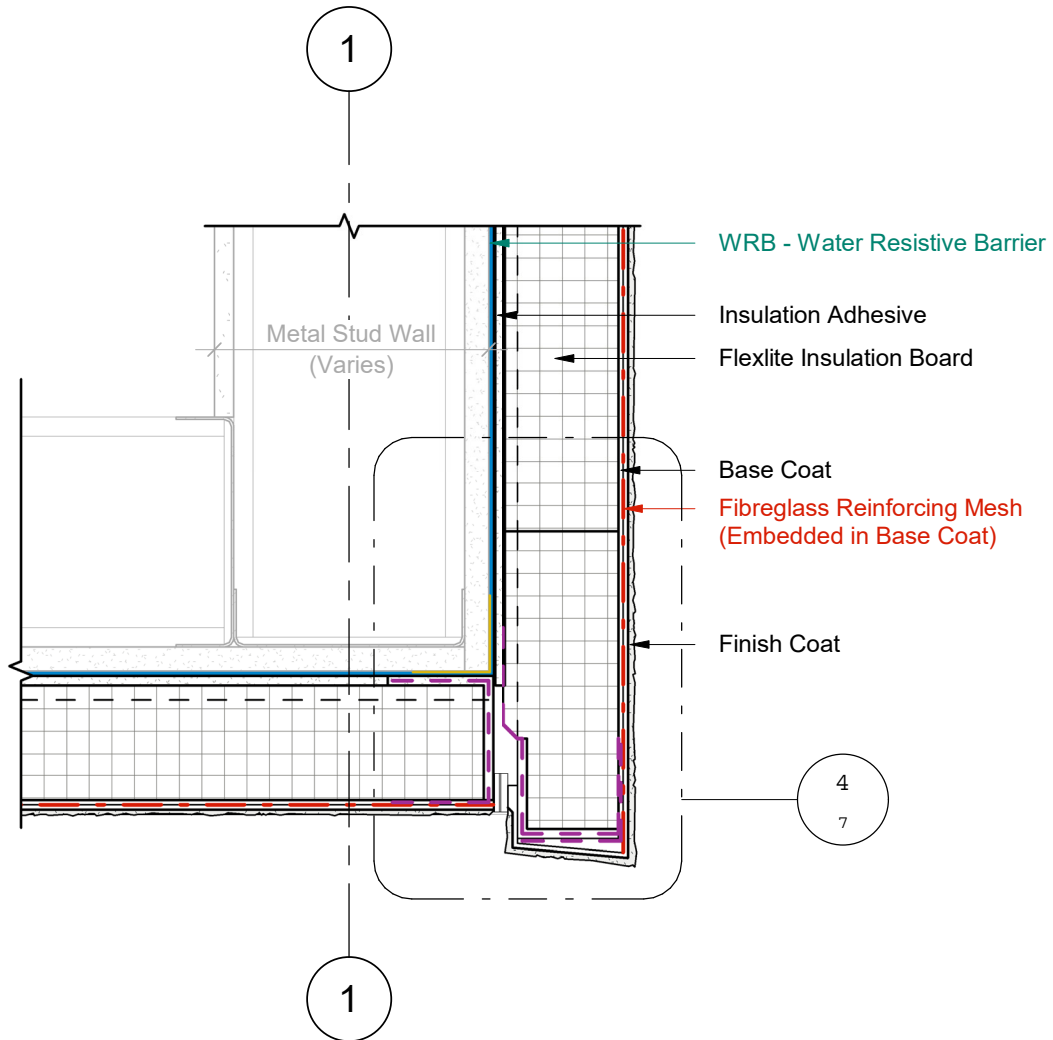 1
WRB - Water Resistive Barrier
Insulation Adhesive
Metal Stud Wall
(Varies)
Flexlite Insulation Board
Base Coat
Fibreglass Reinforcing Mesh
(Embedded in Base Coat)
Finish Coat
4
7
1